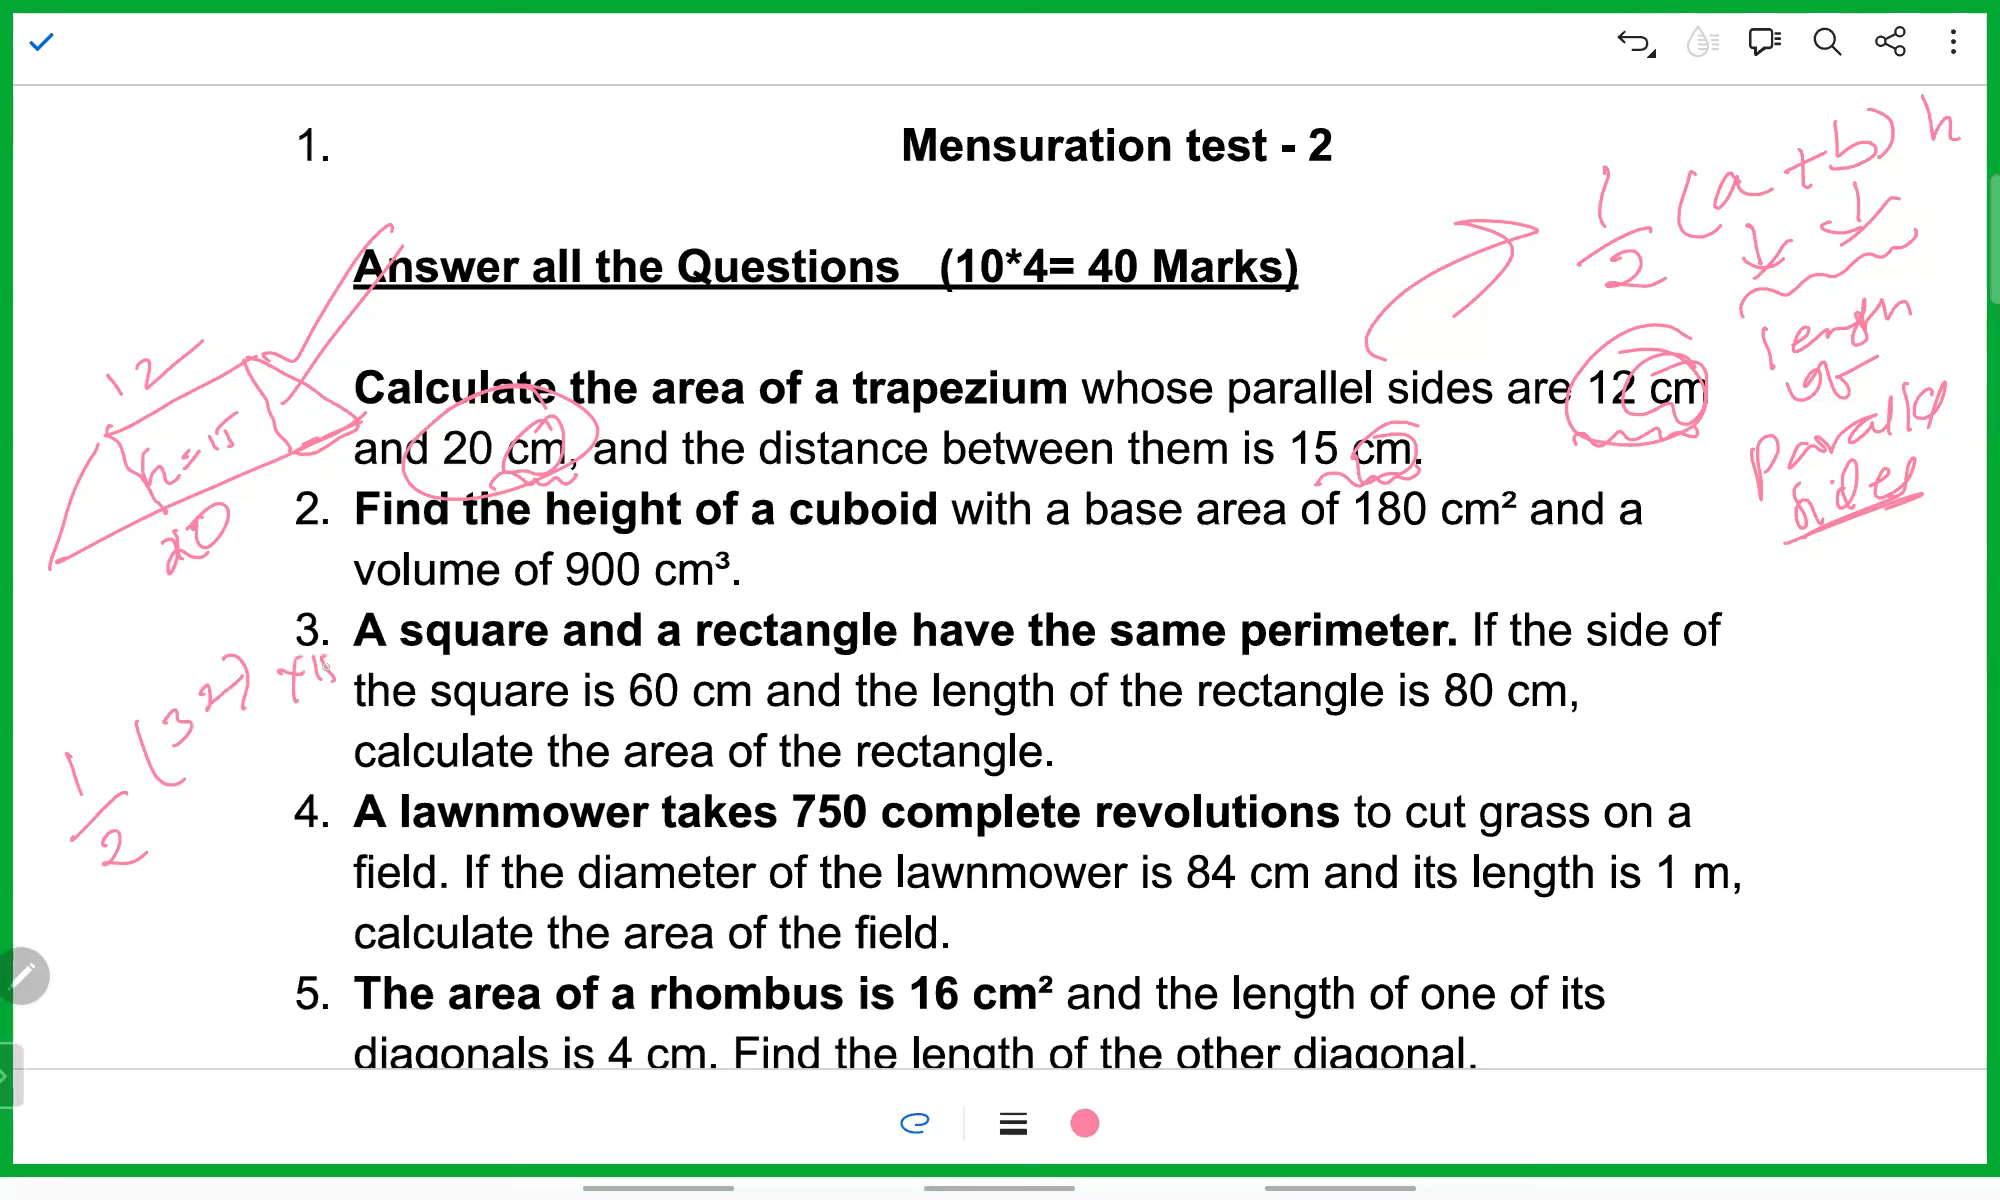 1. Mensuration test - 2
1/2 (a + b) h
Answer all the Questions (10*4= 40 Marks)
length
of
parallel
sides
12
h = 15
20
Calculate the area of a trapezium whose parallel sides are 12 cm
and 20 cm, and the distance between them is 15 cm.
2. Find the height of a cuboid with a base area of 180 cm² and a
volume of 900 cm³.
3. A square and a rectangle have the same perimeter. If the side of
the square is 60 cm and the length of the rectangle is 80 cm,
calculate the area of the rectangle.
1/2 (32) × 15
4. A lawnmower takes 750 complete revolutions to cut grass on a
field. If the diameter of the lawnmower is 84 cm and its length is 1 m,
calculate the area of the field.
5. The area of a rhombus is 16 cm² and the length of one of its
diagonals is 4 cm. Find the length of the other diagonal.